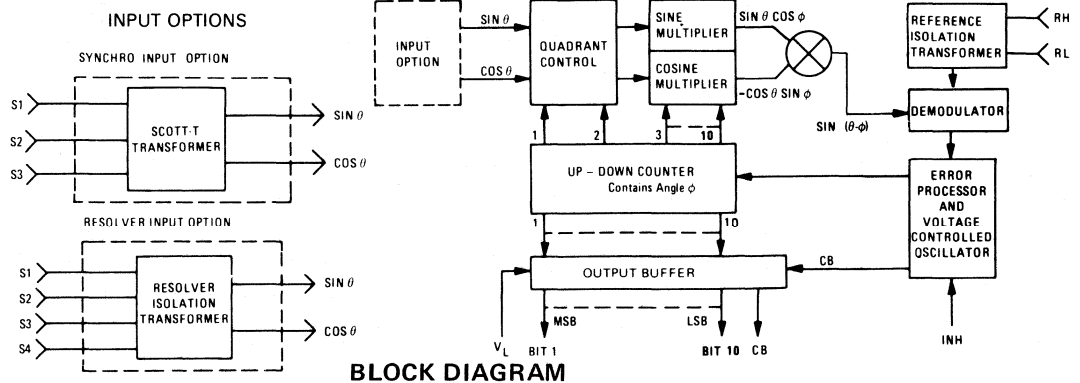 INPUT OPTIONS
SYNCHRO INPUT OPTION
S1
S2
S3
SCOTT-T
TRANSFORMER
SIN θ
COS θ
RESOLVER INPUT OPTION
S1
S2
S3
S4
RESOLVER
ISOLATION
TRANSFORMER
SIN θ
COS θ
INPUT
OPTION
SIN θ
COS θ
QUADRANT
CONTROL
SINE
MULTIPLIER
COSINE
MULTIPLIER
SIN θ COS ϕ
-COS θ SIN ϕ
SIN (θ-ϕ)
REFERENCE
ISOLATION
TRANSFORMER
RH
RL
DEMODULATOR
ERROR
PROCESSOR
AND
VOLTAGE
CONTROLLED
OSCILLATOR
INH
1
2
3
10
UP - DOWN COUNTER
Contains Angle ϕ
1
10
OUTPUT BUFFER
CB
MSB
LSB
VL
BIT 1
BIT 10
CB
BLOCK DIAGRAM